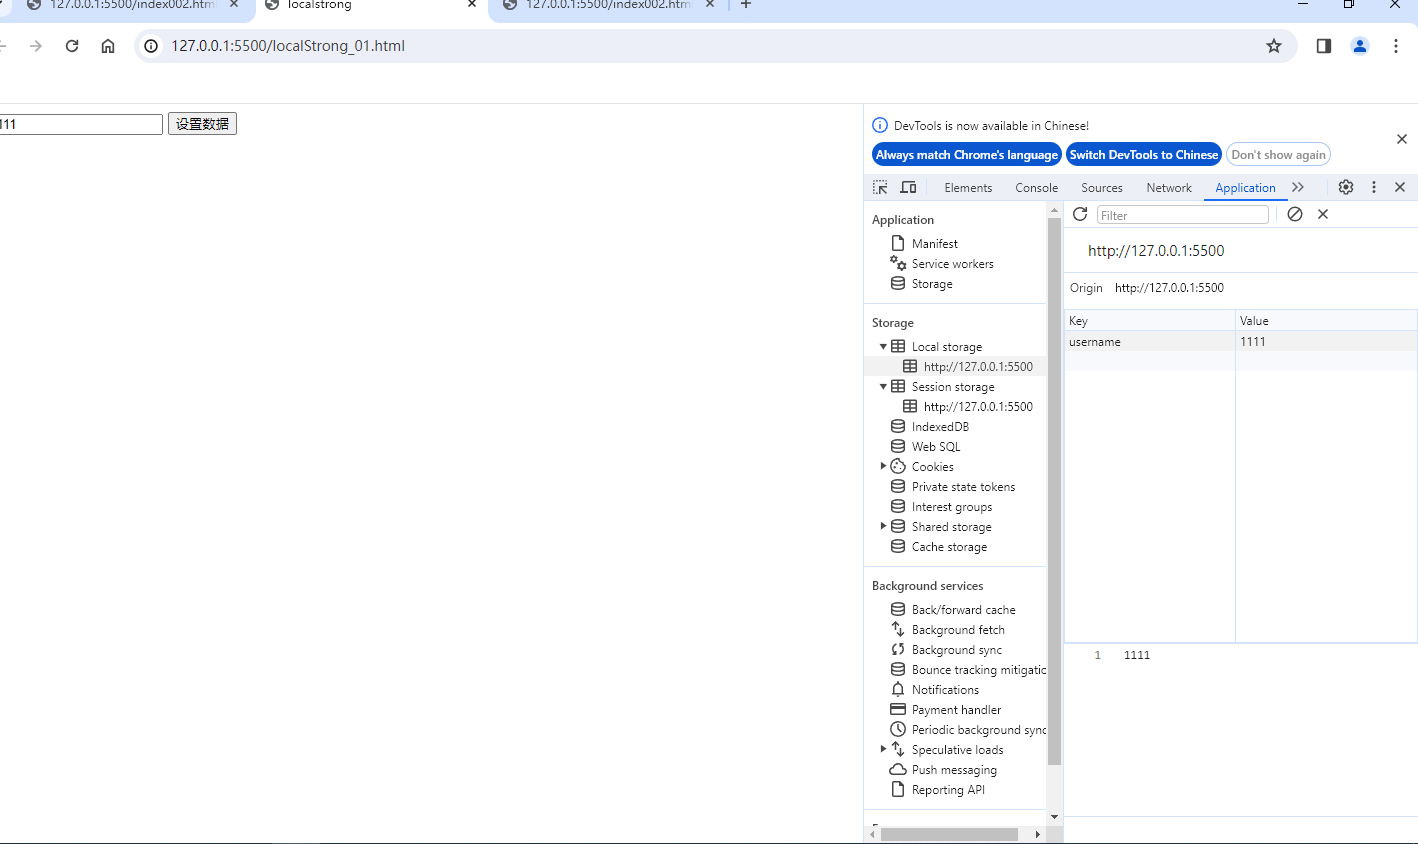 127.0.0.1:5500/index002.html
localstrong
127.0.0.1:5500/index002.html
127.0.0.1:5500/localStrong_01.html
111
设置数据
DevTools is now available in Chinese!
Always match Chrome's language
Switch DevTools to Chinese
Don't show again
Elements
Console
Sources
Network
Application
Application
Manifest
Service workers
Storage
Storage
Local storage
http://127.0.0.1:5500
Session storage
http://127.0.0.1:5500
IndexedDB
Web SQL
Cookies
Private state tokens
Interest groups
Shared storage
Cache storage
Background services
Back/forward cache
Background fetch
Background sync
Bounce tracking mitigatic
Notifications
Payment handler
Periodic background sync
Speculative loads
Push messaging
Reporting API
Filter
http://127.0.0.1:5500
Origin http://127.0.0.1:5500
Key Value
username 1111
1 1111